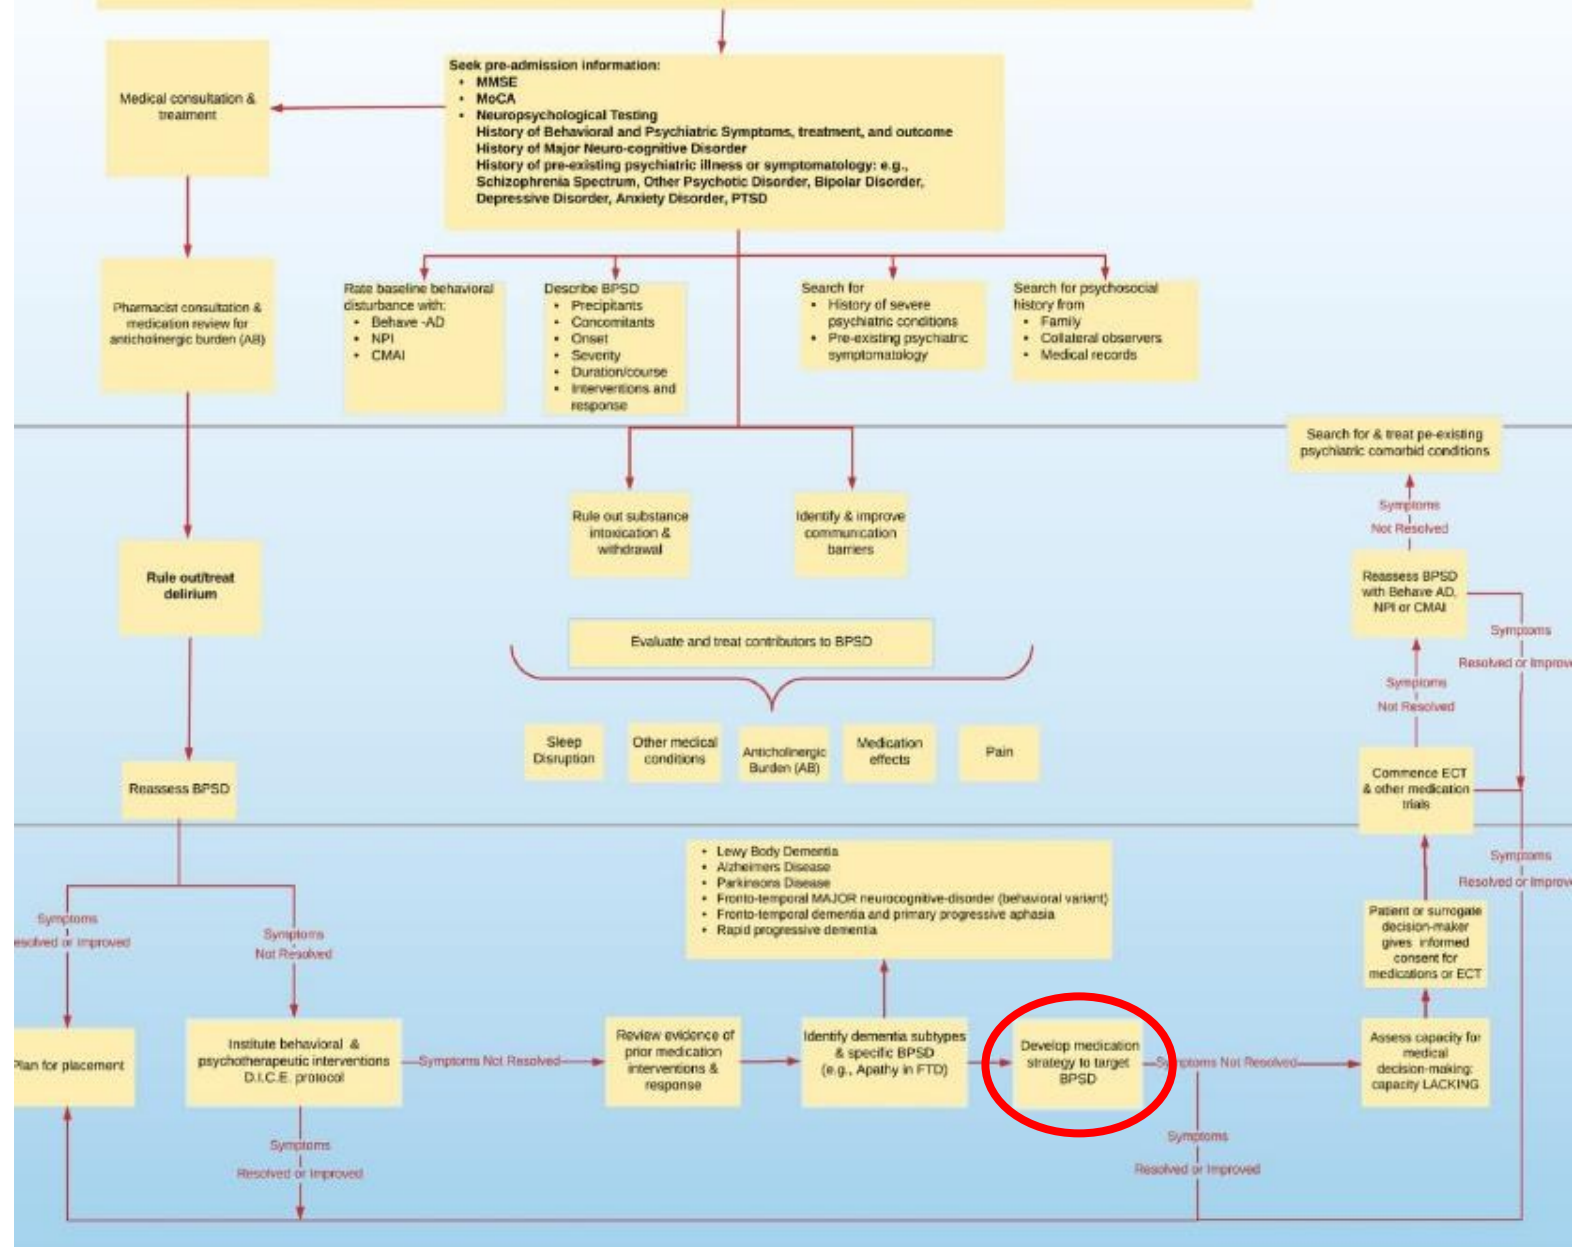 Medical consultation &
treatment
Seek pre-admission information:
• MMSE
• MoCA
• Neuropsychological Testing
History of Behavioral and Psychiatric Symptoms, treatment, and outcome
History of Major Neuro-cognitive Disorder
History of pre-existing psychiatric illness or symptomatology: e.g.,
Schizophrenia Spectrum, Other Psychotic Disorder, Bipolar Disorder,
Depressive Disorder, Anxiety Disorder, PTSD
Pharmacist consultation &
medication review for
anticholinergic burden (AB)
Rate baseline behavioral
disturbance with:
• Behave -AD
• NPI
• CMAI
Describe BPSD
• Precipitants
• Concomitants
• Onset
• Severity
• Duration/course
• Interventions and
response
Search for
• History of severe
psychiatric conditions
• Pre-existing psychiatric
symptomatology
Search for psychosocial
history from
• Family
• Collateral observers
• Medical records
Search for & treat pe-existing
psychiatric comorbid conditions
Symptoms
Not Resolved
Rule out substance
intoxication &
withdrawal
Identify & improve
communication
barriers
Rule out/treat
delirium
Reassess BPSD
with Behave AD,
NPI or CMAI
Symptoms
Resolved or Improve
Evaluate and treat contributors to BPSD
Symptoms
Not Resolved
Sleep
Disruption
Other medical
conditions
Anticholinergic
Burden (AB)
Medication
effects
Pain
Reassess BPSD
Commence ECT
& other medication
trials
Symptoms
Resolved or Improve
• Lewy Body Dementia
• Alzheimers Disease
• Parkinsons Disease
• Fronto-temporal MAJOR neurocognitive-disorder (behavioral variant)
• Fronto-temporal dementia and primary progressive aphasia
• Rapid progressive dementia
Symptoms
esolved or Improved
Symptoms
Not Resolved
Patient or surrogate
decision-maker
gives informed
consent for
medications or ECT
Plan for placement
Institute behavioral &
psychotherapeutic interventions
D.I.C.E. protocol
Symptoms Not Resolved
Review evidence of
prior medication
interventions &
response
Identify dementia subtypes
& specific BPSD
(e.g., Apathy in FTD)
Develop medication
strategy to target
BPSD
Symptoms Not Resolved
Assess capacity for
medical
decision-making:
capacity LACKING
Symptoms
Resolved or Improved
Symptoms
Resolved or Improved